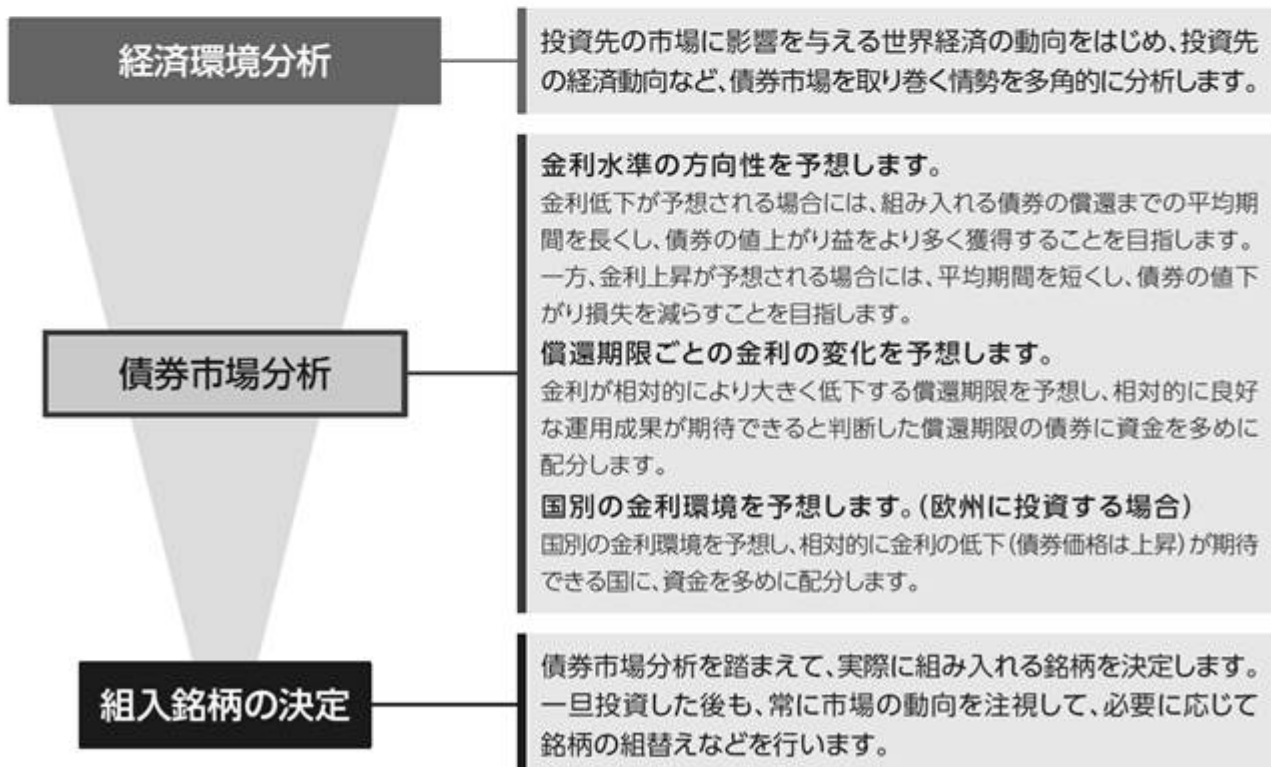 経済環境分析
投資先の市場に影響を与える世界経済の動向をはじめ、投資先
の経済動向など、債券市場を取り巻く情勢を多角的に分析します。
債券市場分析
金利水準の方向性を予想します。
金利低下が予想される場合には、組み入れる債券の償還までの平均期
間を長くし、債券の値上がり益をより多く獲得することを目指します。
一方、金利上昇が予想される場合には、平均期間を短くし、債券の値下
がり損失を減らすことを目指します。
償還期限ごとの金利の変化を予想します。
金利が相対的により大きく低下する償還期限を予想し、相対的に良好
な運用成果が期待できると判断した償還期限の債券に資金を多めに
配分します。
国別の金利環境を予想します。(欧州に投資する場合)
国別の金利環境を予想し、相対的に金利の低下(債券価格は上昇)が期待
できる国に、資金を多めに配分します。
組入銘柄の決定
債券市場分析を踏まえて、実際に組み入れる銘柄を決定します。
一旦投資した後も、常に市場の動向を注視して、必要に応じて
銘柄の組替えなどを行います。